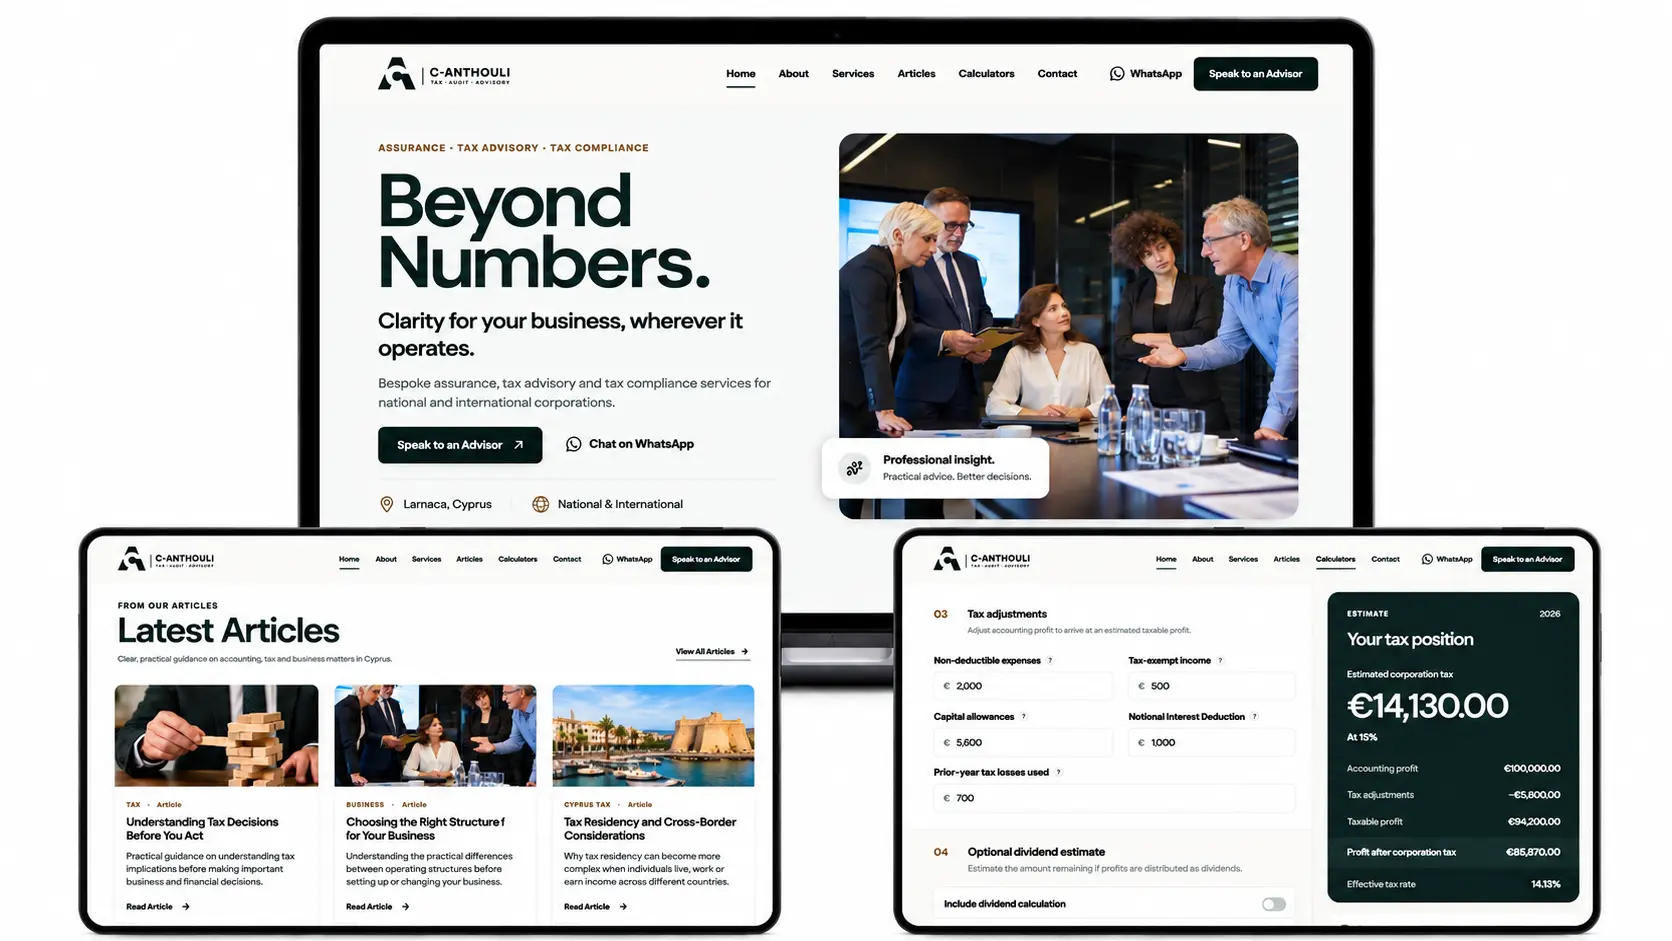 C-ANTHOULI
TAX · AUDIT · ADVISORY
Home
About
Services
Articles
Calculators
Contact
WhatsApp
Speak to an Advisor
ASSURANCE · TAX ADVISORY · TAX COMPLIANCE
Beyond
Numbers.
Clarity for your business, wherever it
operates.
Bespoke assurance, tax advisory and tax compliance services for
national and international corporations.
Speak to an Advisor
Chat on WhatsApp
Larnaca, Cyprus
National & International
Professional insight.
Practical advice. Better decisions.
C-ANTHOULI
TAX · AUDIT · ADVISORY
Home
About
Services
Articles
Calculators
Contact
WhatsApp
Speak to an Advisor
FROM OUR ARTICLES
Latest Articles
Clear, practical guidance on accounting, tax and business matters in Cyprus.
View All Articles
TAX · Article
Understanding Tax Decisions
Before You Act
Practical guidance on understanding tax
implications before making important
business and financial decisions.
Read Article
BUSINESS · Article
Choosing the Right Structure f
for Your Business
Understanding the practical differences
between operating structures before
setting up or changing your business.
Read Article
CYPRUS TAX · Article
Tax Residency and Cross-Border
Considerations
Why tax residency can become more
complex when individuals live, work or
earn income across different countries.
Read Article
C-ANTHOULI
TAX · AUDIT · ADVISORY
Home
About
Services
Articles
Calculators
Contact
WhatsApp
Speak to an Advisor
03 Tax adjustments
Adjust accounting profit to arrive at an estimated taxable profit.
Non-deductible expenses ?
€ 2,000
Tax-exempt income ?
€ 500
Capital allowances ?
€ 5,600
Notional Interest Deduction ?
€ 1,000
Prior-year tax losses used ?
€ 700
04 Optional dividend estimate
Estimate the amount remaining if profits are distributed as dividends.
Include dividend calculation
ESTIMATE 2026
Your tax position
Estimated corporation tax
€14,130.00
At 15%
Accounting profit €100,000.00
Tax adjustments –€5,800.00
Taxable profit €94,200.00
Profit after corporation tax €85,870.00
Effective tax rate 14.13%